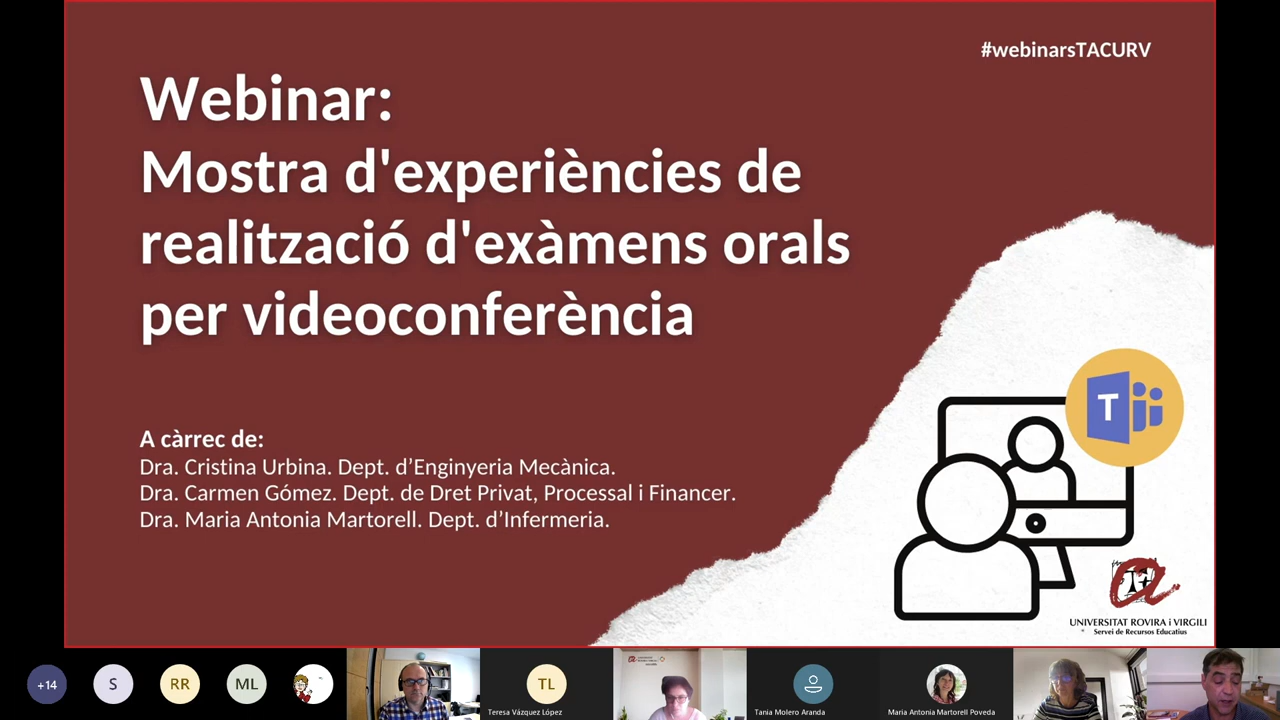 #webinarsTACURV
Webinar:
Mostra d'experiències de
realització d'exàmens orals
per videoconferència
A càrrec de:
Dra. Cristina Urbina. Dept. d’Enginyeria Mecànica.
Dra. Carmen Gómez. Dept. de Dret Privat, Processal i Financer.
Dra. Maria Antonia Martorell. Dept. d’Infermeria.
T
UNIVERSITAT ROVIRA i VIRGILI
Servei de Recursos Educatius
+14
S
RR
ML
TL
Teresa Vázquez López
Tania Molero Aranda
Maria Antonia Martorell Poveda